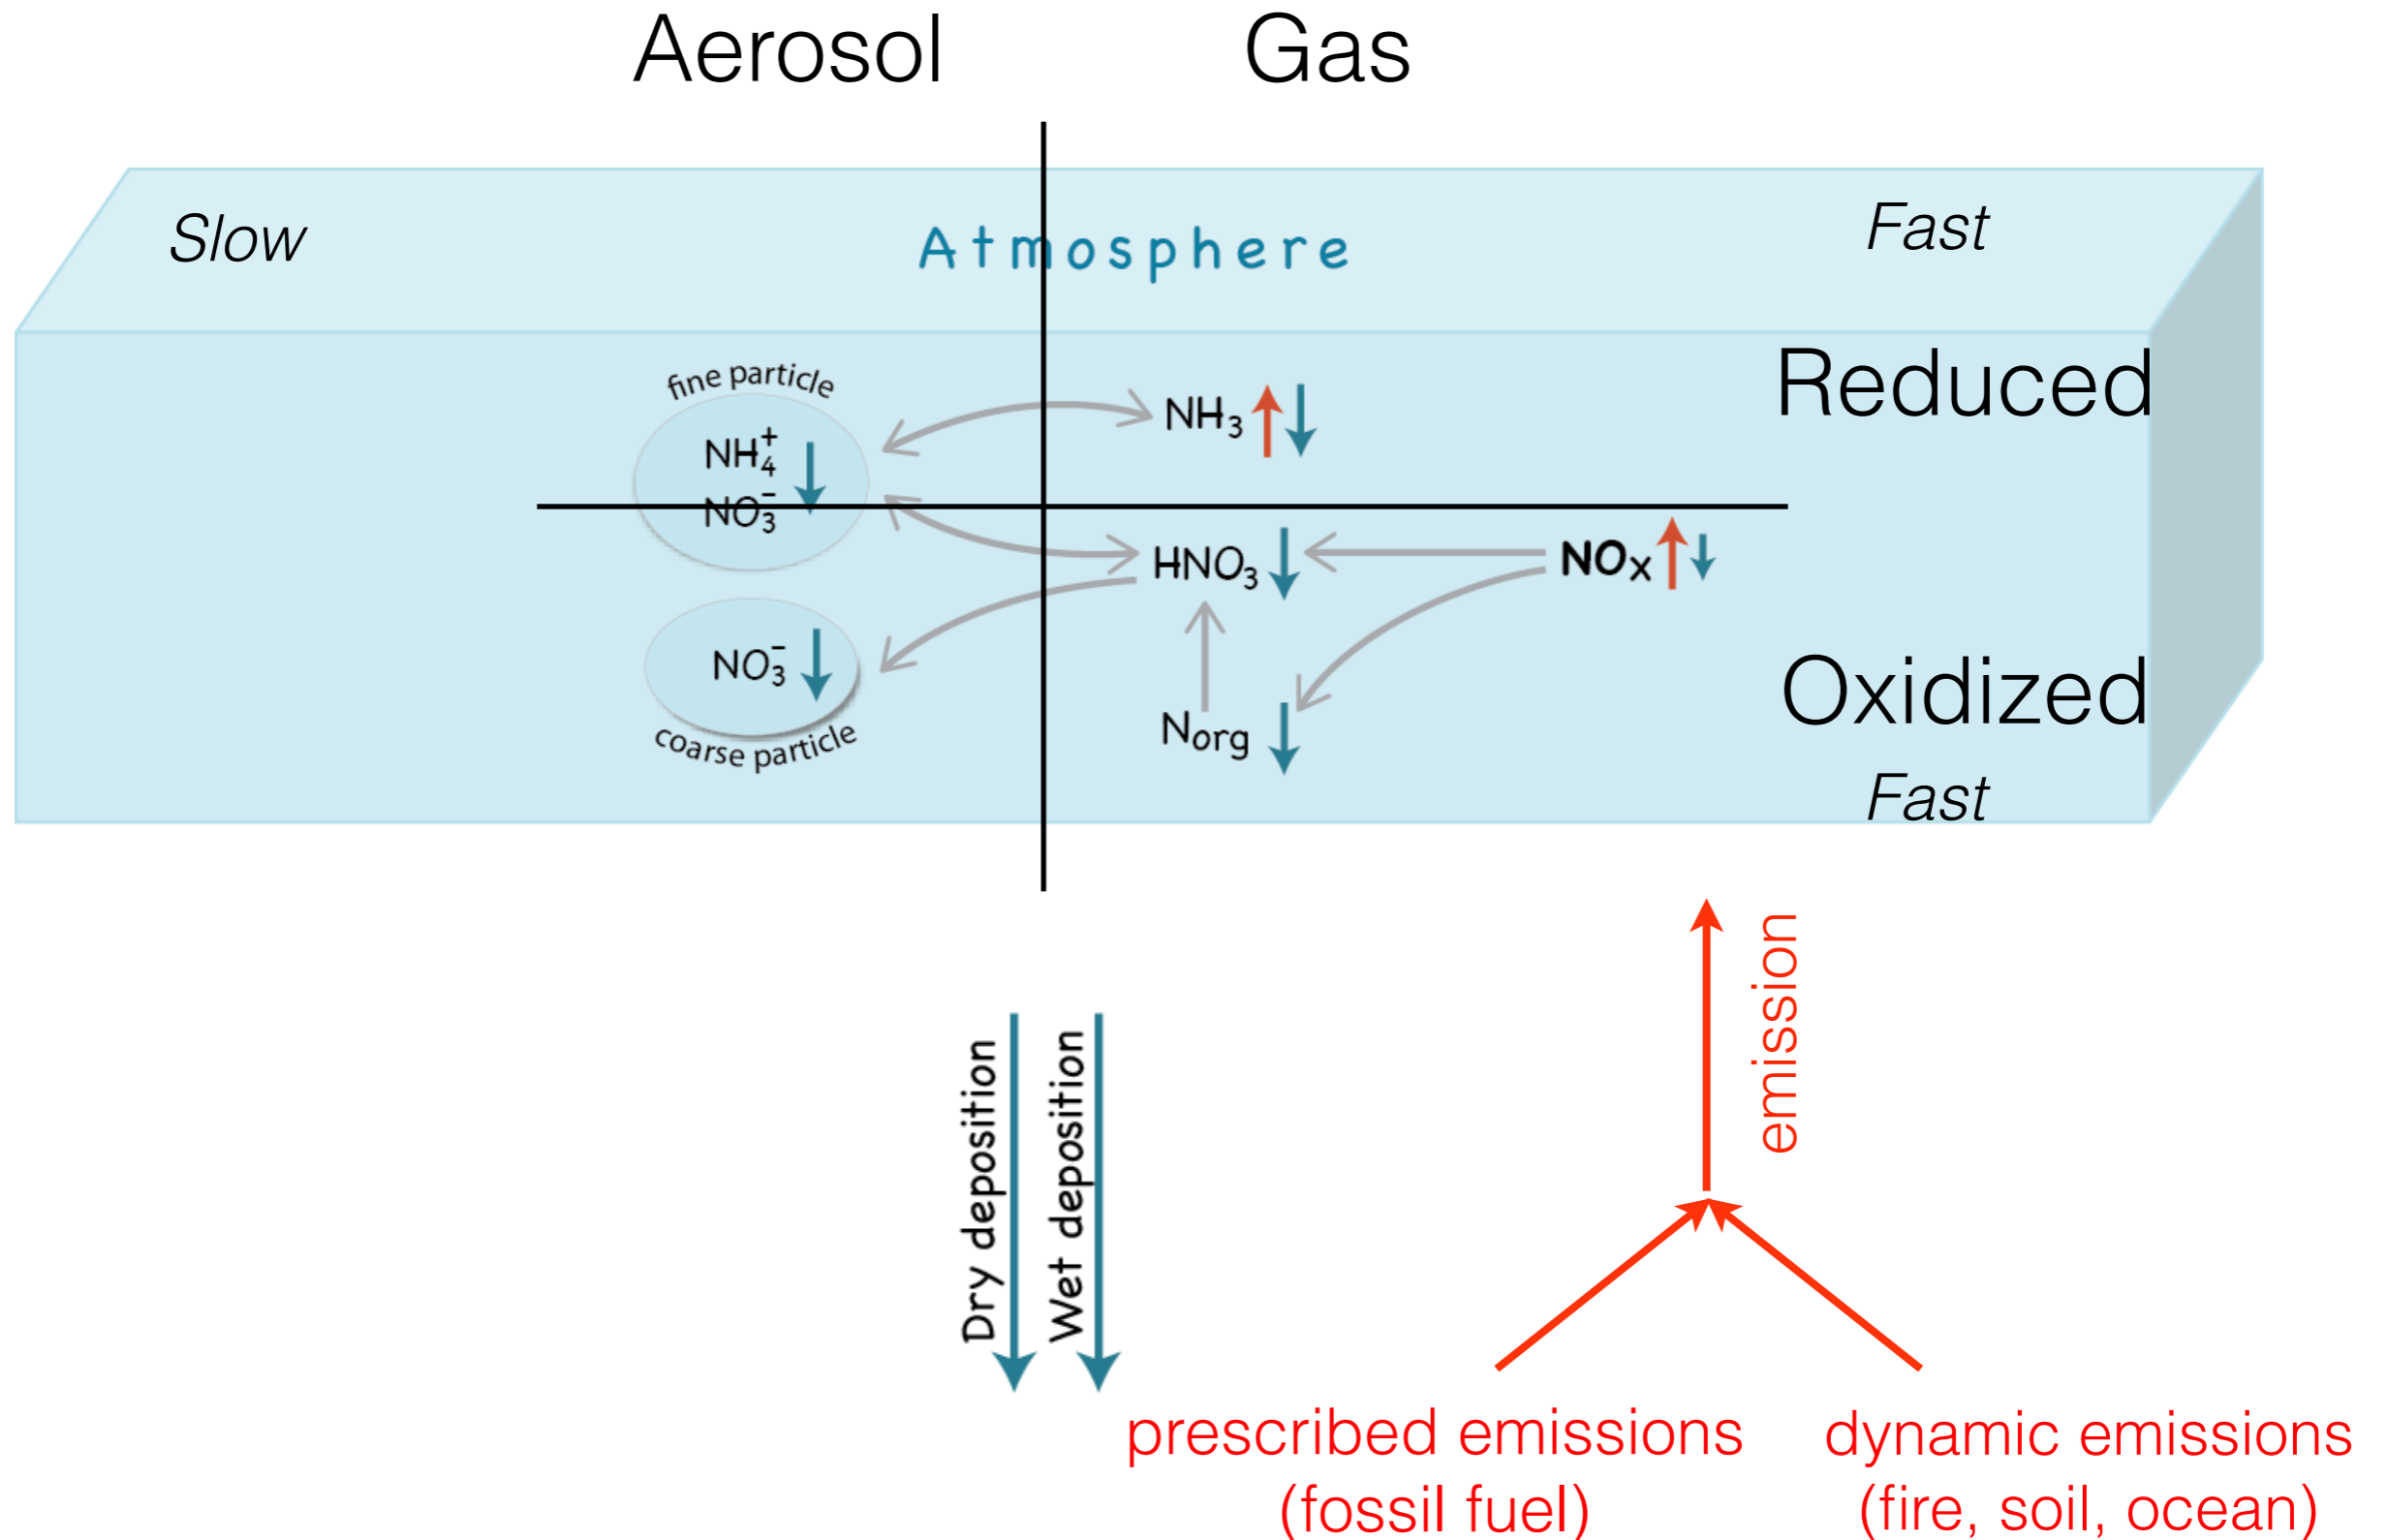 Aerosol
Gas
Slow
Atmosphere
Fast
Reduced
fine particle
NH₄⁺
NO₃⁻
NH₃
HNO₃
NOₓ
NO₃⁻
coarse particle
Norg
Oxidized
Fast
emission
Dry deposition
Wet deposition
prescribed emissions
(fossil fuel)
dynamic emissions
(fire, soil, ocean)